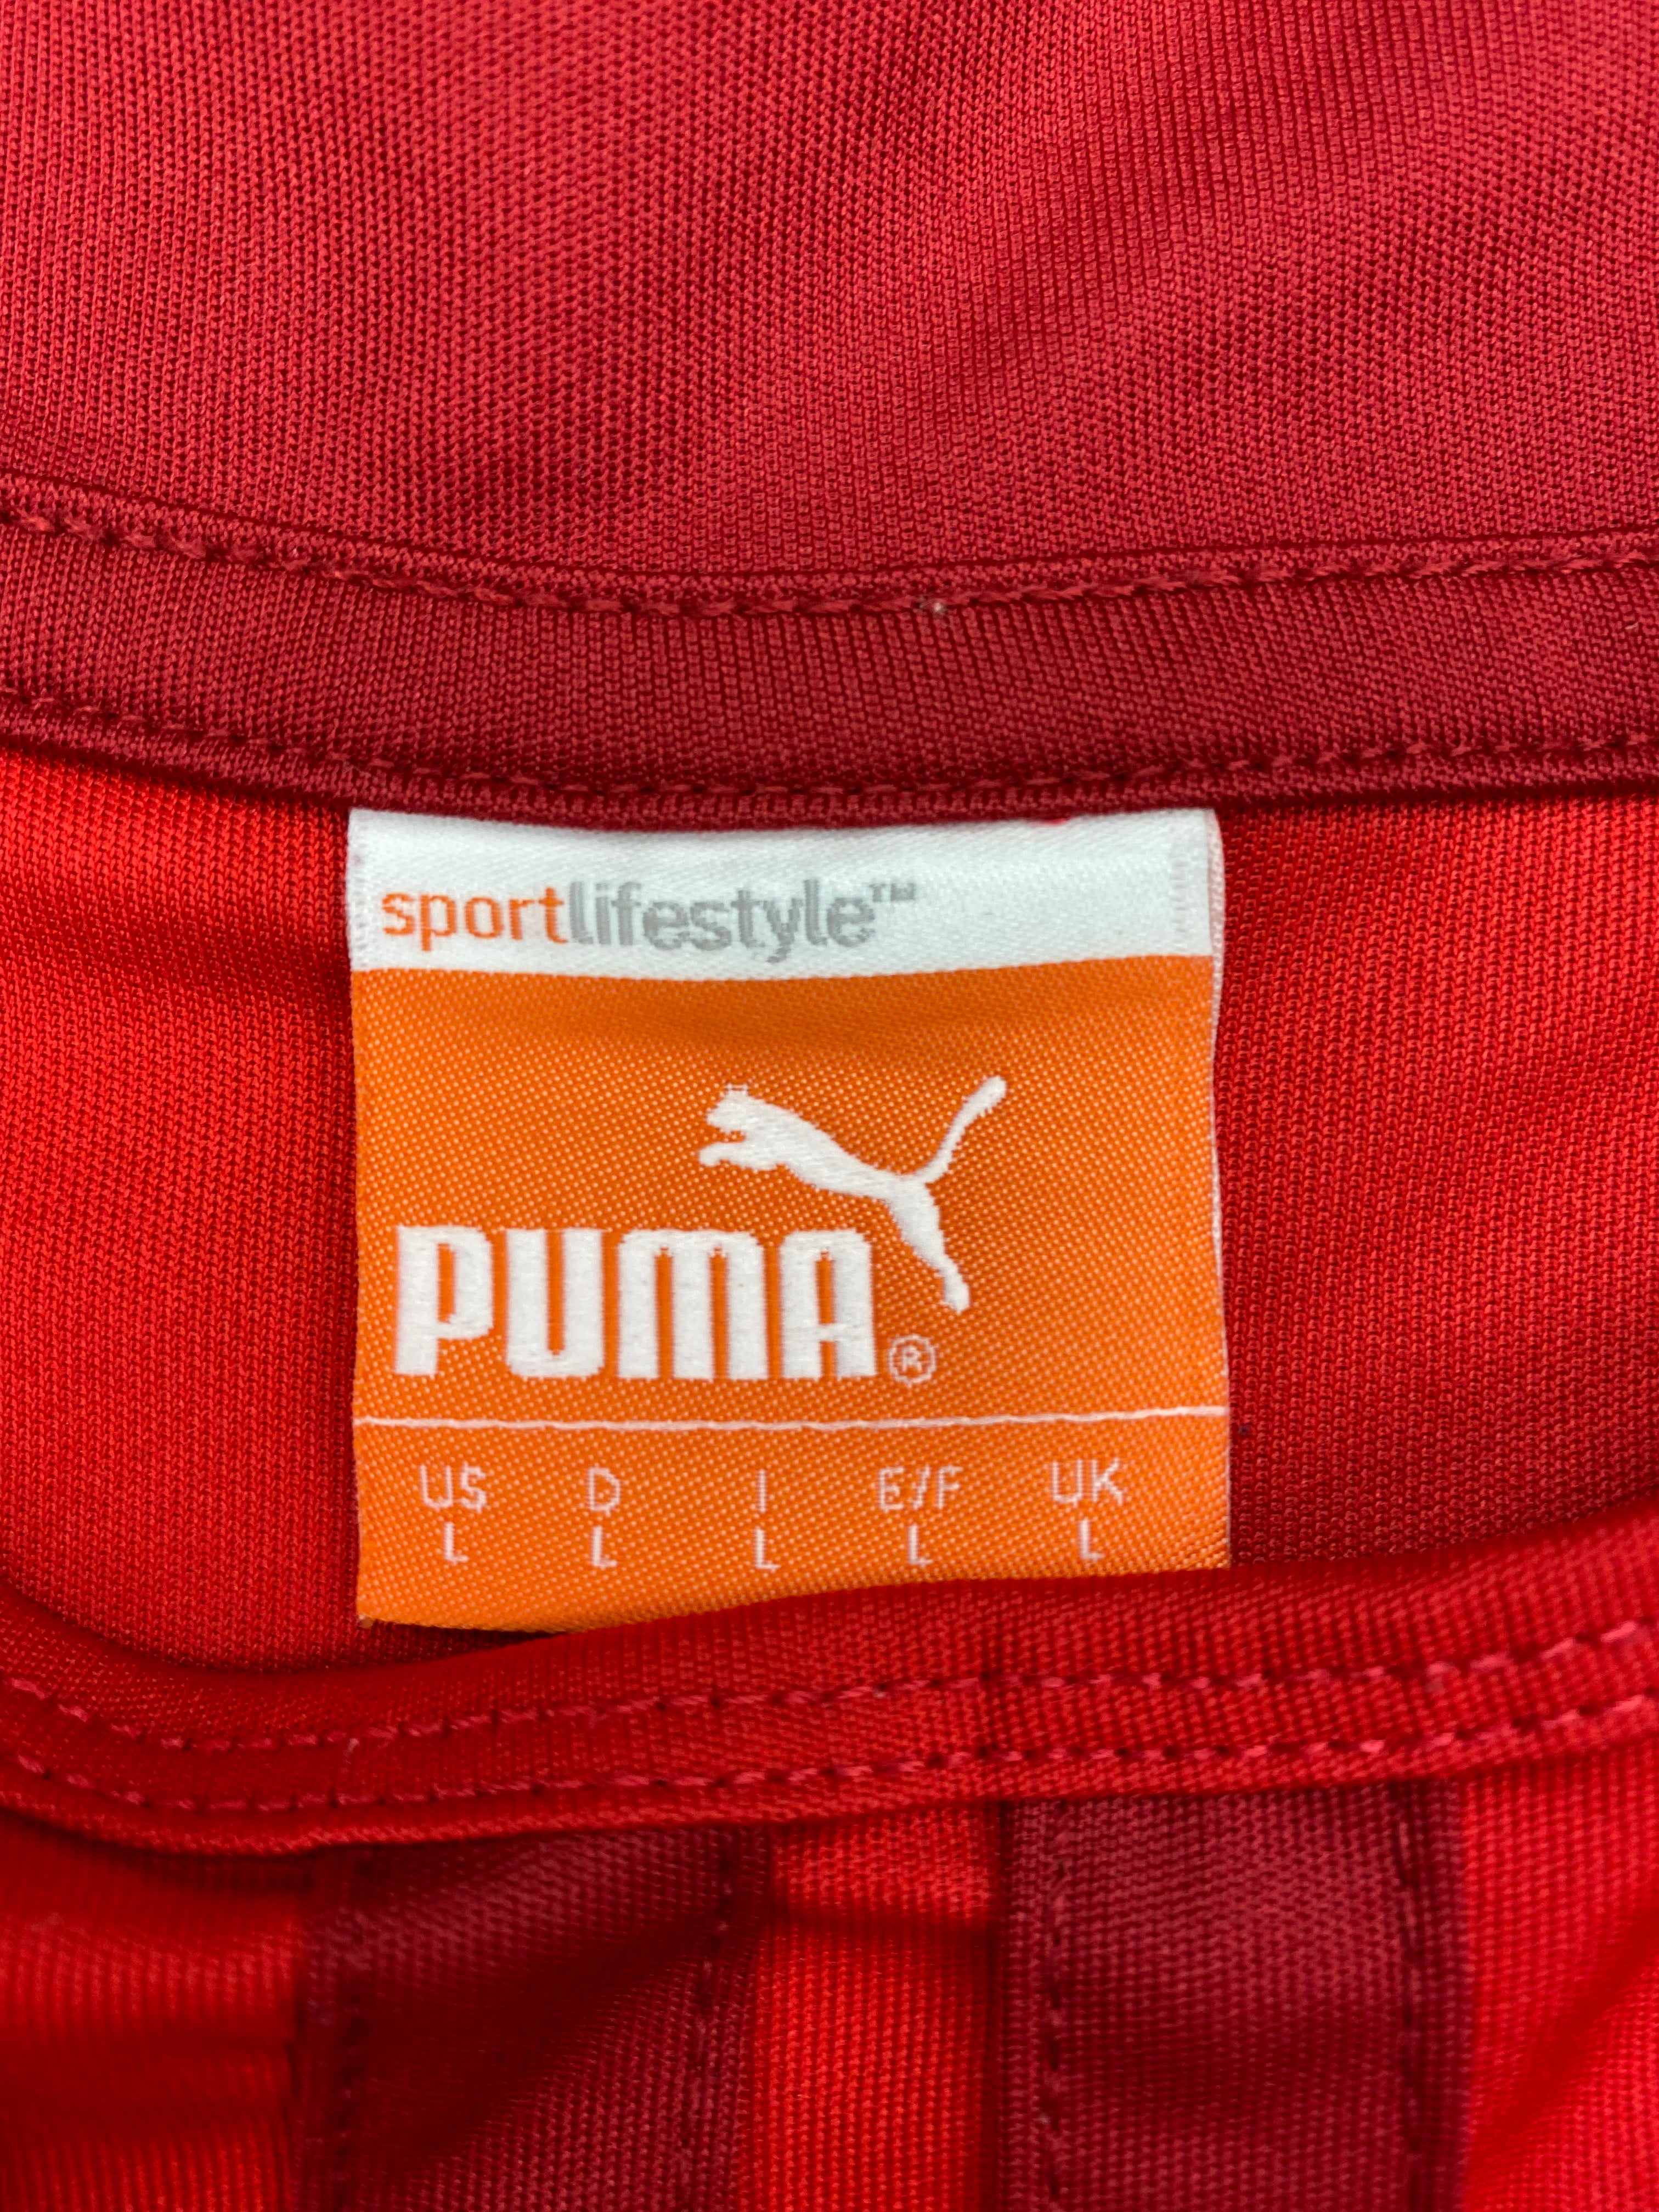 sportlifestyle™
PUMA®
US D I E/F UK
L L L L L